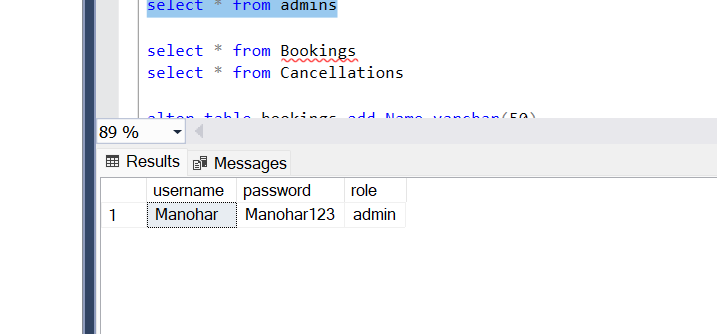 select * from admins
select * from Bookings
select * from Cancellations
alter table bookings add Name varchar(50)
89 %
Results Messages
username password role
1 Manohar Manohar123 admin